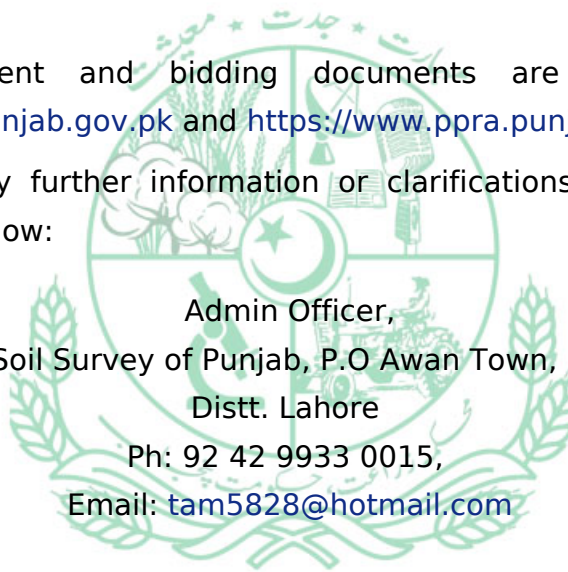 ent and bidding documents are
njab.gov.pk and https://www.ppra.punj
y further information or clarifications
ow:
Admin Officer,
Soil Survey of Punjab, P.O Awan Town,
Distt. Lahore
Ph: 92 42 9933 0015,
Email: tam5828@hotmail.com